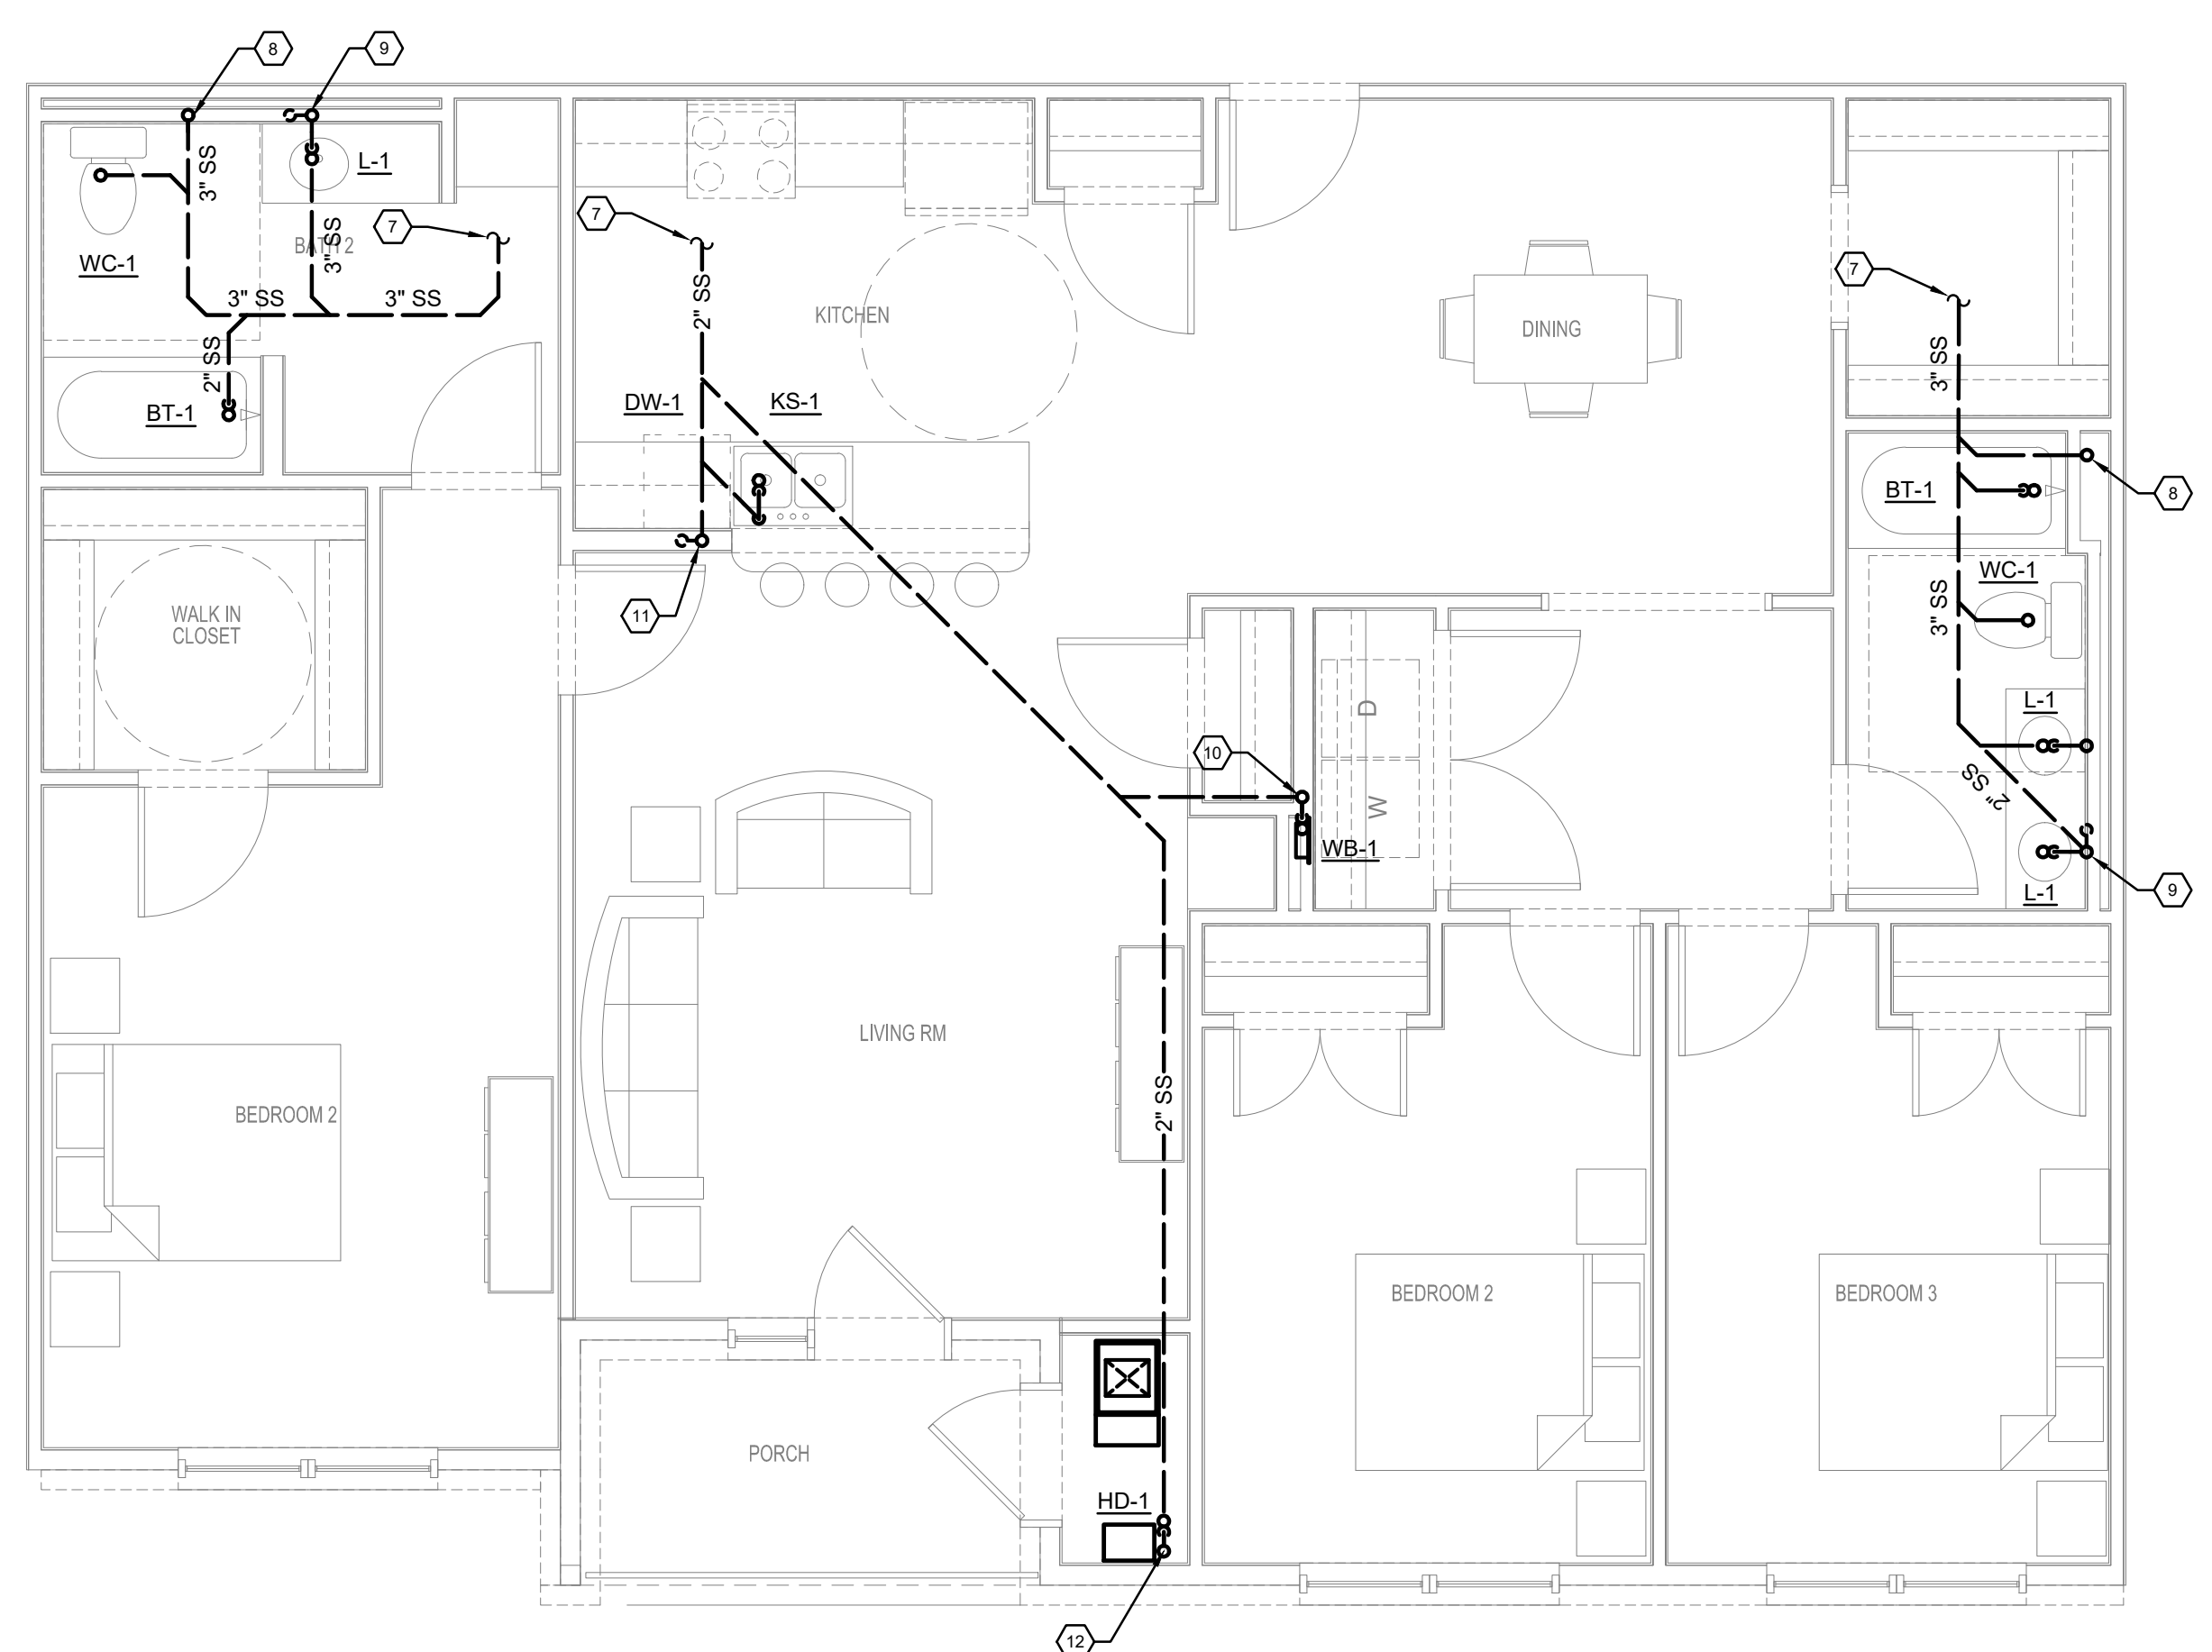 8
9
L-1
3" SS
7
7
3" SS
BATH 2
WC-1
7
3" SS
3" SS
2" SS
KITCHEN
DINING
2" SS
3" SS
BT-1
DW-1
KS-1
BT-1
8
WC-1
11
WALK IN
CLOSET
3" SS
D
L-1
10
W
2" SS
WB-1
L-1
9
LIVING RM
BEDROOM 2
2" SS
BEDROOM 2
BEDROOM 3
PORCH
HD-1
12